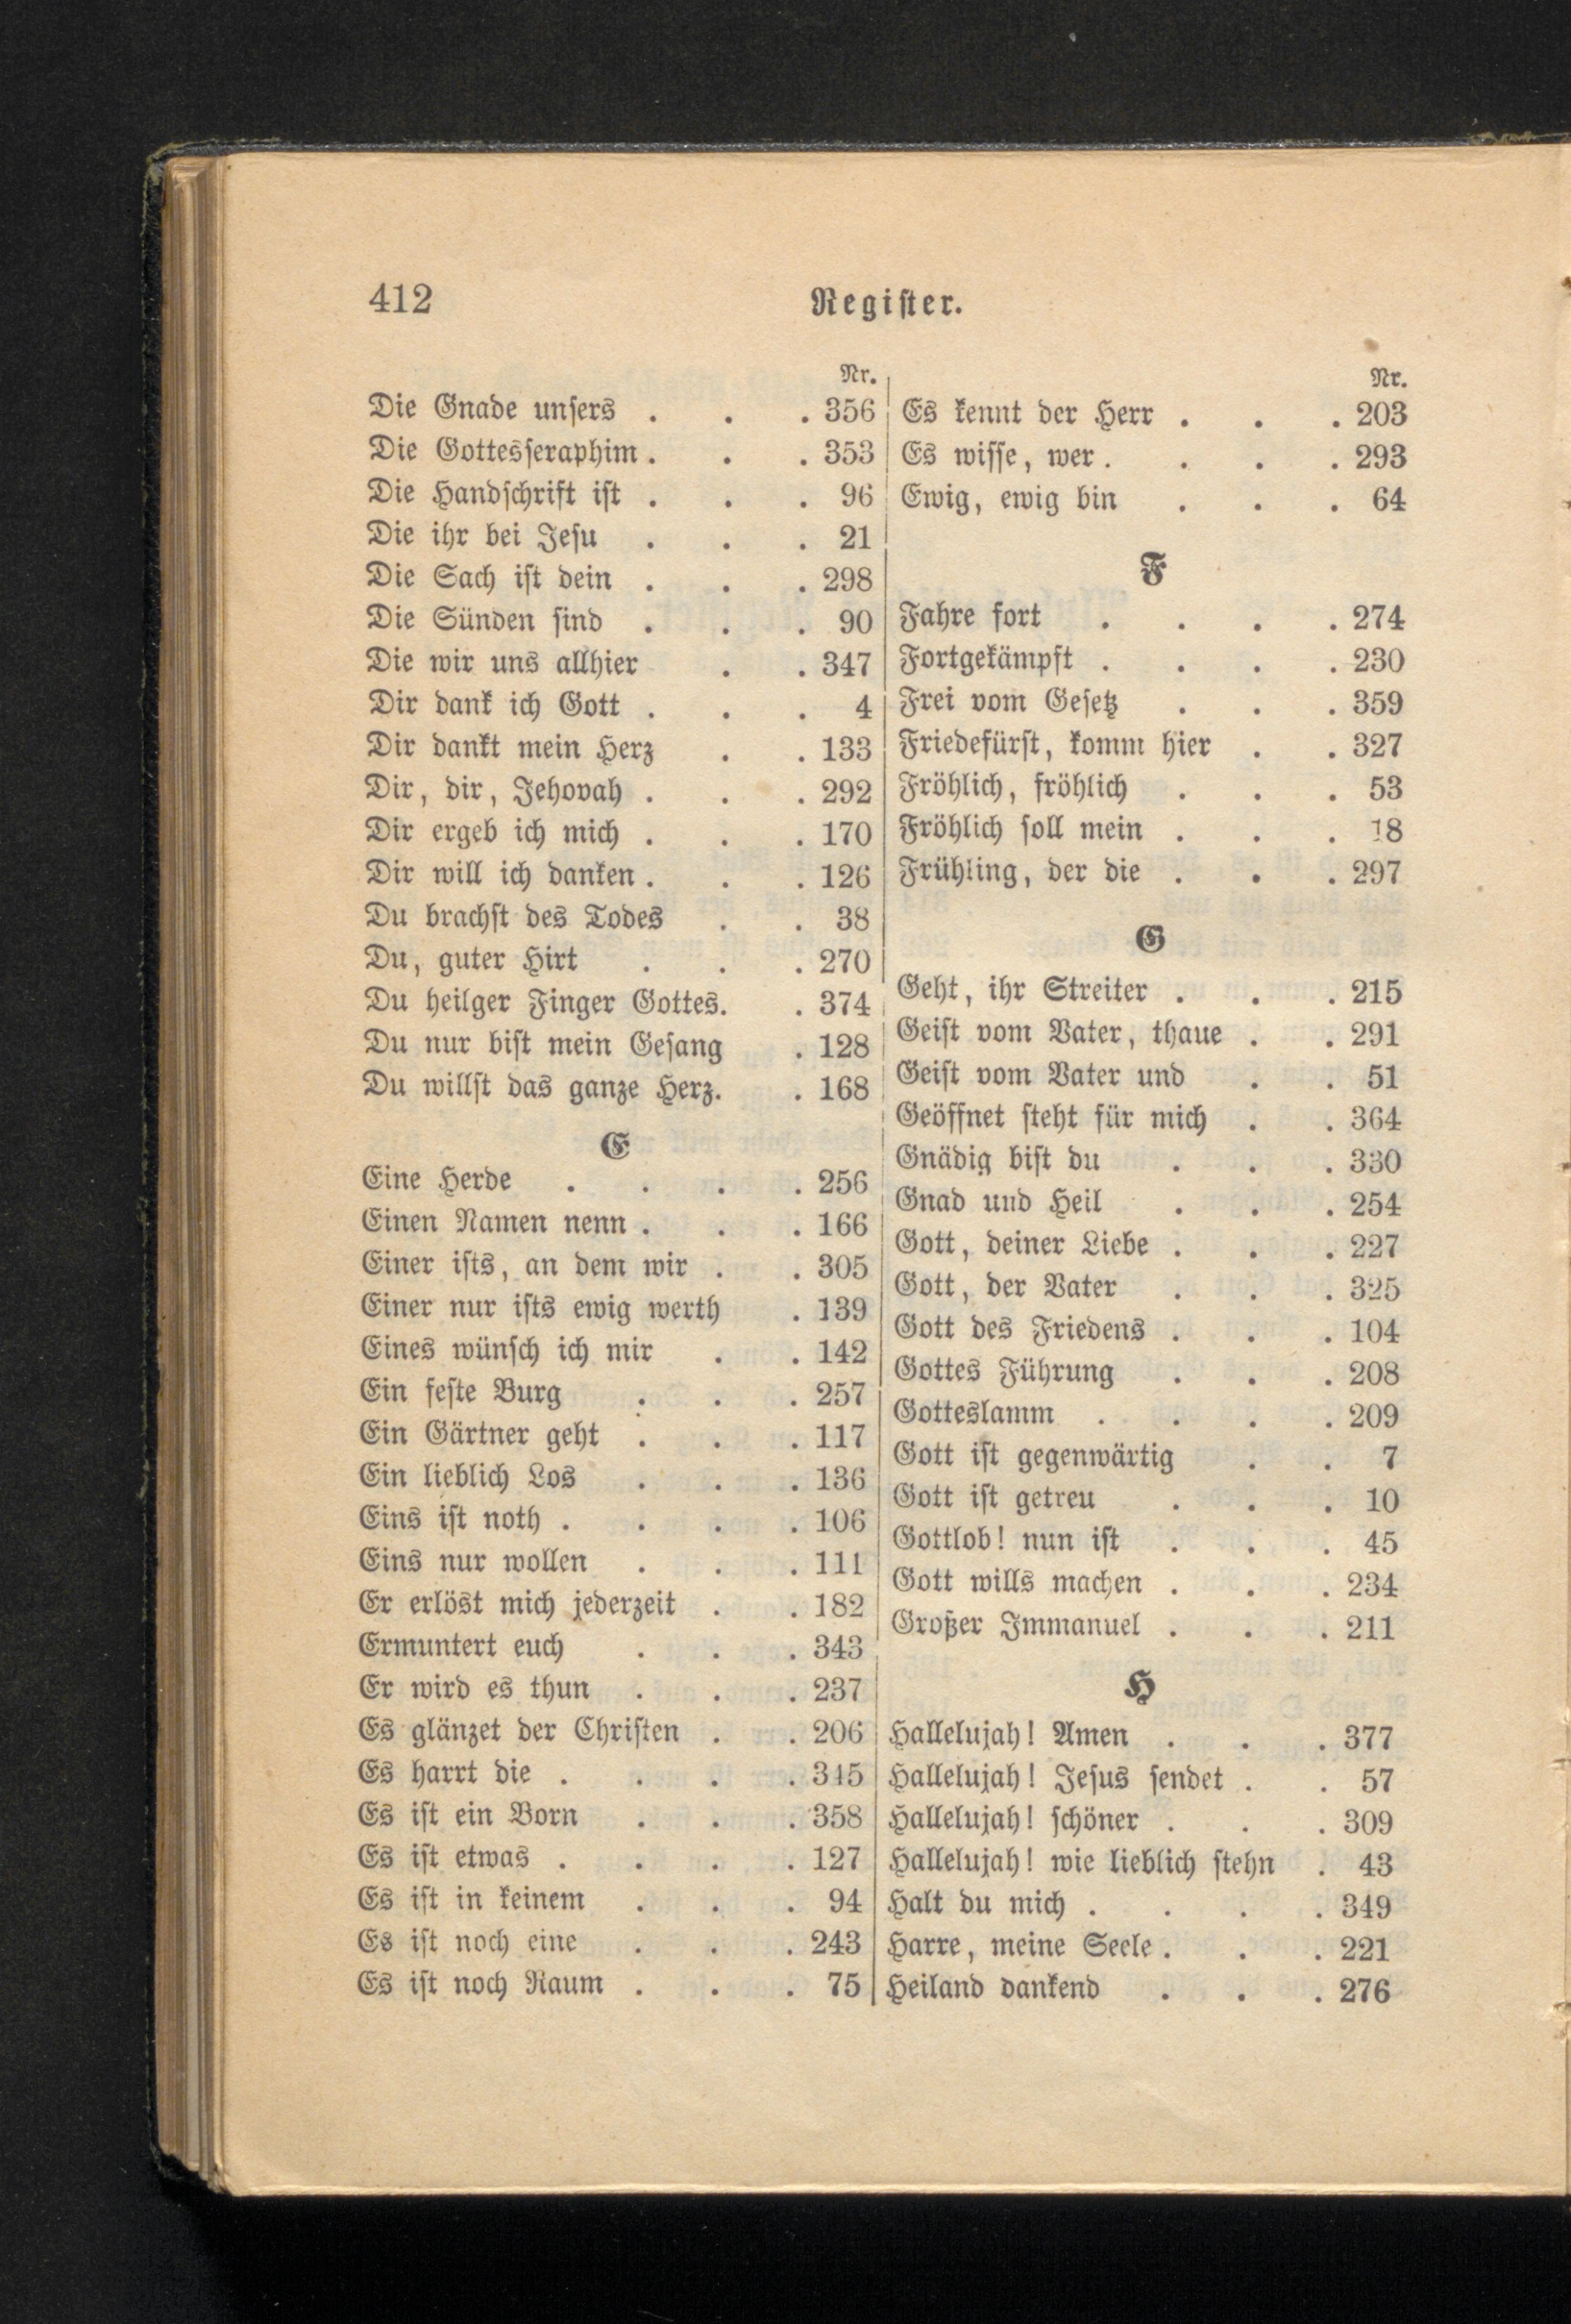 412 Register.
Nr.
Die Gnade unsers . . . 356
Die Gottesseraphim . . . 353
Die Handschrift ist . . . 96
Die ihr bei Jesu . . . 21
Die Sach ist dein . . . 298
Die Sünden sind . . . 90
Die wir uns allhier . . 347
Dir dank ich Gott . . . 4
Dir dankt mein Herz . . 133
Dir, dir, Jehovah . . . 292
Dir ergeb ich mich . . . 170
Dir will ich danken . . . 126
Du brachst des Todes . . 38
Du, guter Hirt . . . 270
Du heilger Finger Gottes. . 374
Du nur bist mein Gesang . 128
Du willst das ganze Herz. . 168
E
Eine Herde . . . . 256
Einen Namen nenn . . . 166
Einer ists, an dem wir . . 305
Einer nur ists ewig werth . 139
Eines wünsch ich mir . . 142
Ein feste Burg . . . 257
Ein Gärtner geht . . . 117
Ein lieblich Los . . . 136
Eins ist noth . . . . 106
Eins nur wollen . . . 111
Er erlöst mich jederzeit . . 182
Ermuntert euch . . . 343
Er wird es thun . . . 237
Es glänzet der Christen . . 206
Es harrt die . . . . 315
Es ist ein Born . . . 358
Es ist etwas . . . . 127
Es ist in keinem . . . 94
Es ist noch eine . . . 243
Es ist noch Raum . . . 75
Nr.
Es kennt der Herr . . . 203
Es wisse, wer . . . . 293
Ewig, ewig bin . . . 64
F
Fahre fort . . . . 274
Fortgekämpft . . . . 230
Frei vom Gesetz . . . 359
Friedefürst, komm hier . . 327
Fröhlich, fröhlich . . . 53
Fröhlich soll mein . . . 18
Frühling, der die . . . 297
G
Geht, ihr Streiter . . . 215
Geist vom Vater, thaue . . 291
Geist vom Vater und . . 51
Geöffnet steht für mich . . 364
Gnädig bist du . . . 330
Gnad und Heil . . . 254
Gott, deiner Liebe . . . 227
Gott, der Vater . . . 325
Gott des Friedens . . . 104
Gottes Führung . . . 208
Gotteslamm . . . . 209
Gott ist gegenwärtig . . 7
Gott ist getreu . . . 10
Gottlob! nun ist . . . 45
Gott wills machen . . . 234
Großer Immanuel . . . 211
H
Hallelujah! Amen . . . 377
Hallelujah! Jesus sendet . . 57
Hallelujah! schöner . . . 309
Hallelujah! wie lieblich stehn . 43
Halt du mich . . . . 349
Harre, meine Seele . . . 221
Heiland dankend . . . 276